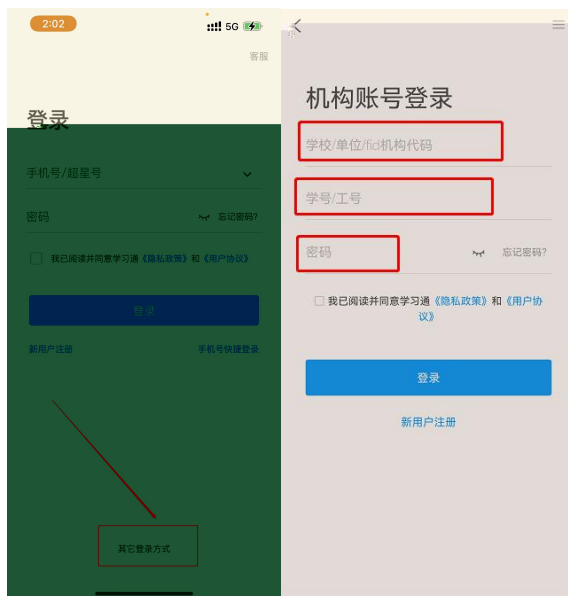 2:02
5G
客服
登录
手机号/超星号
密码
忘记密码?
我已阅读并同意学习通《隐私政策》和《用户协议》
登录
新用户注册
手机号快捷登录
其它登录方式
机构账号登录
学校/单位/fid机构代码
学号/工号
密码
忘记密码?
我已阅读并同意学习通《隐私政策》和《用户协
议》
登录
新用户注册